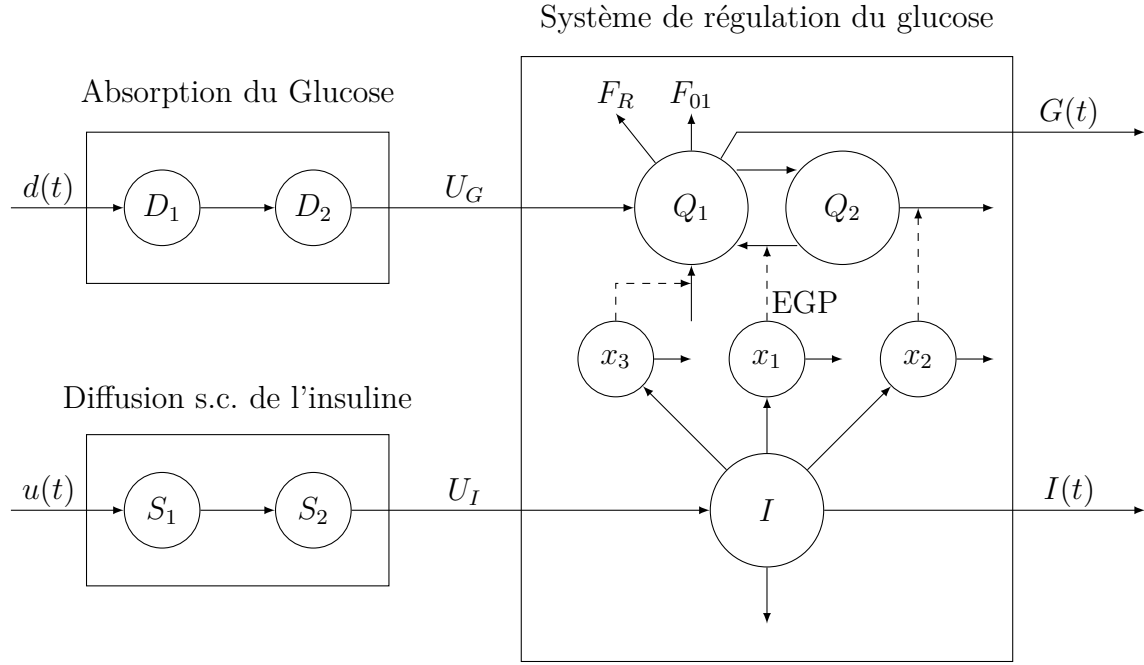 Système de régulation du glucose
Absorption du Glucose
F_R
F_01
G(t)
d(t)
D_1
D_2
U_G
Q_1
Q_2
EGP
x_3
x_1
x_2
Diffusion s.c. de l'insuline
u(t)
S_1
S_2
U_I
I
I(t)